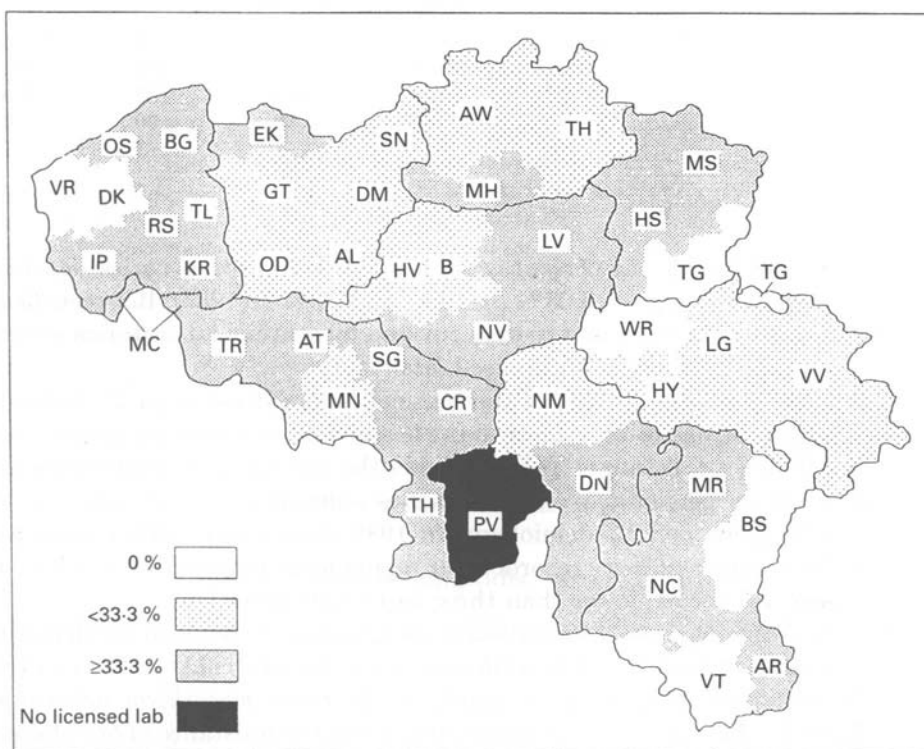 AW
TH
SN
EK
BG
OS
MS
VR
DK
GT
DM
MH
TL
RS
HS
LV
IP
KR
OD
AL
HV
B
TG
TG
MC
TR
AT
SG
NV
WR
LG
VV
MN
CR
NM
HY
TH
PV
DN
MR
BS
NC
AR
VT
0 %
<33·3 %
≥33·3 %
No licensed lab